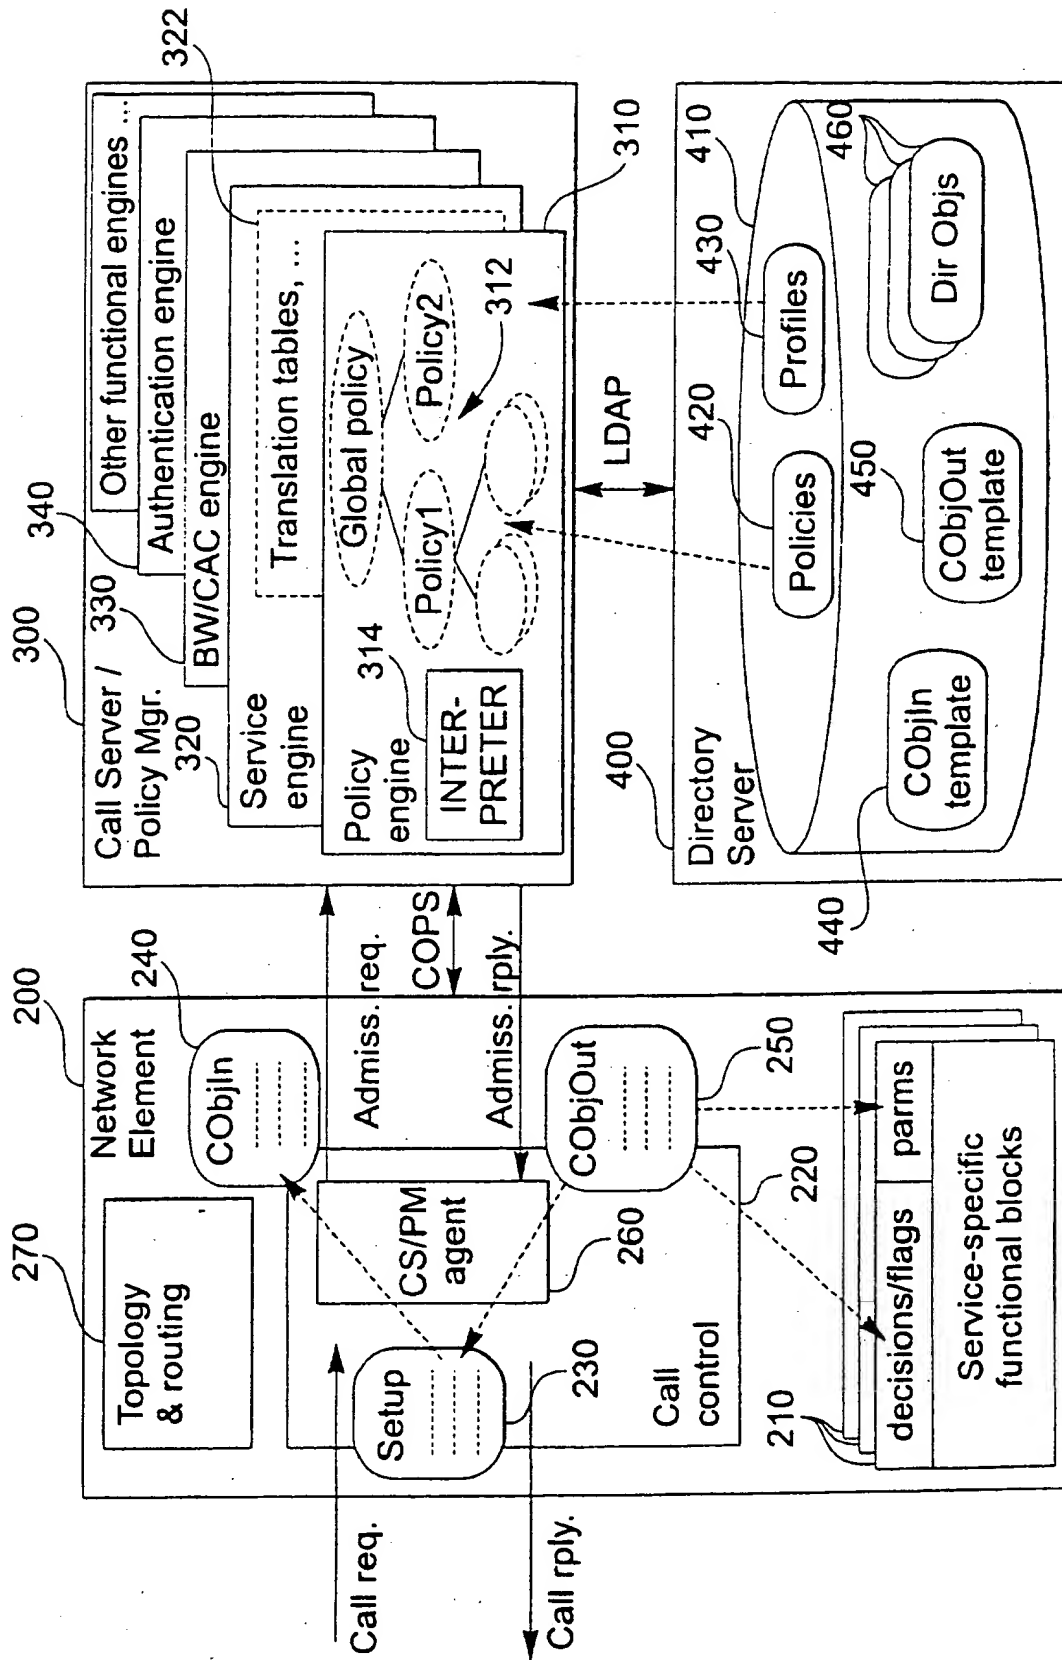 200
Network
Element
270
Topology
& routing
240
CObjIn
Call req.
Setup
230
Call rply.
CS/PM
agent
260
Call
control
220
CObjOut
250
210
decisions/flags
parms
Service-specific
functional blocks
Admiss. req.
COPS
Admiss. rply.
300
Call Server /
Policy Mgr.
340
330
320
Other functional engines ...
Authentication engine
BW/CAC engine
Service
engine
322
Translation tables, ...
Policy
engine
314
INTER-
PRETER
Global policy
Policy1
Policy2
312
310
LDAP
400
Directory
Server
420
Policies
430
Profiles
410
440
CObjIn
template
450
CObjOut
template
460
Dir Objs